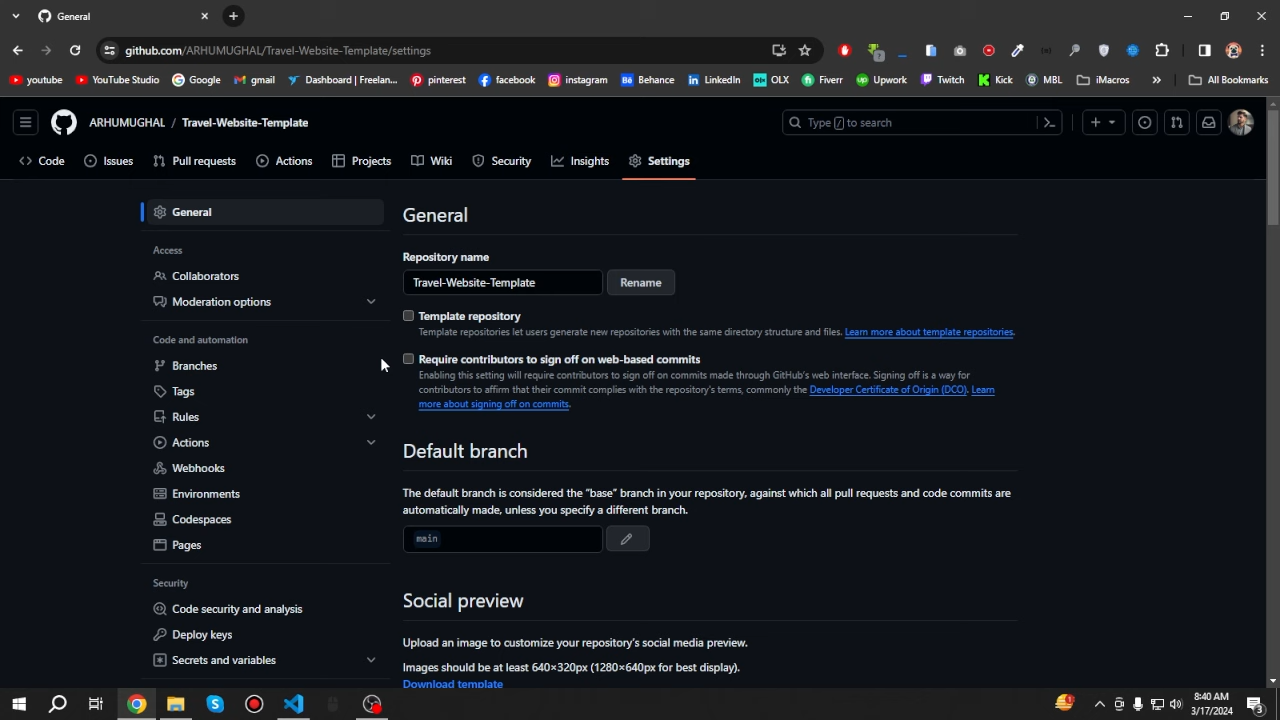 General
github.com/ARHUMUGHAL/Travel-Website-Template/settings
youtube YouTube Studio Google gmail Dashboard | Freelan... pinterest facebook instagram Behance LinkedIn OLX Fiverr Upwork Twitch Kick MBL iMacros » All Bookmarks
ARHUMUGHAL / Travel-Website-Template
Type / to search
Code Issues Pull requests Actions Projects Wiki Security Insights Settings
General
Access
Collaborators
Moderation options
Code and automation
Branches
Tags
Rules
Actions
Webhooks
Environments
Codespaces
Pages
Security
Code security and analysis
Deploy keys
Secrets and variables
General
Repository name
Travel-Website-Template Rename
Template repository
Template repositories let users generate new repositories with the same directory structure and files. Learn more about template repositories.
Require contributors to sign off on web-based commits
Enabling this setting will require contributors to sign off on commits made through GitHub's web interface. Signing off is a way for
contributors to affirm that their commit complies with the repository's terms, commonly the Developer Certificate of Origin (DCO). Learn
more about signing off on commits.
Default branch
The default branch is considered the "base" branch in your repository, against which all pull requests and code commits are
automatically made, unless you specify a different branch.
main
Social preview
Upload an image to customize your repository's social media preview.
Images should be at least 640×320px (1280×640px for best display).
Download template
8:40 AM
3/17/2024